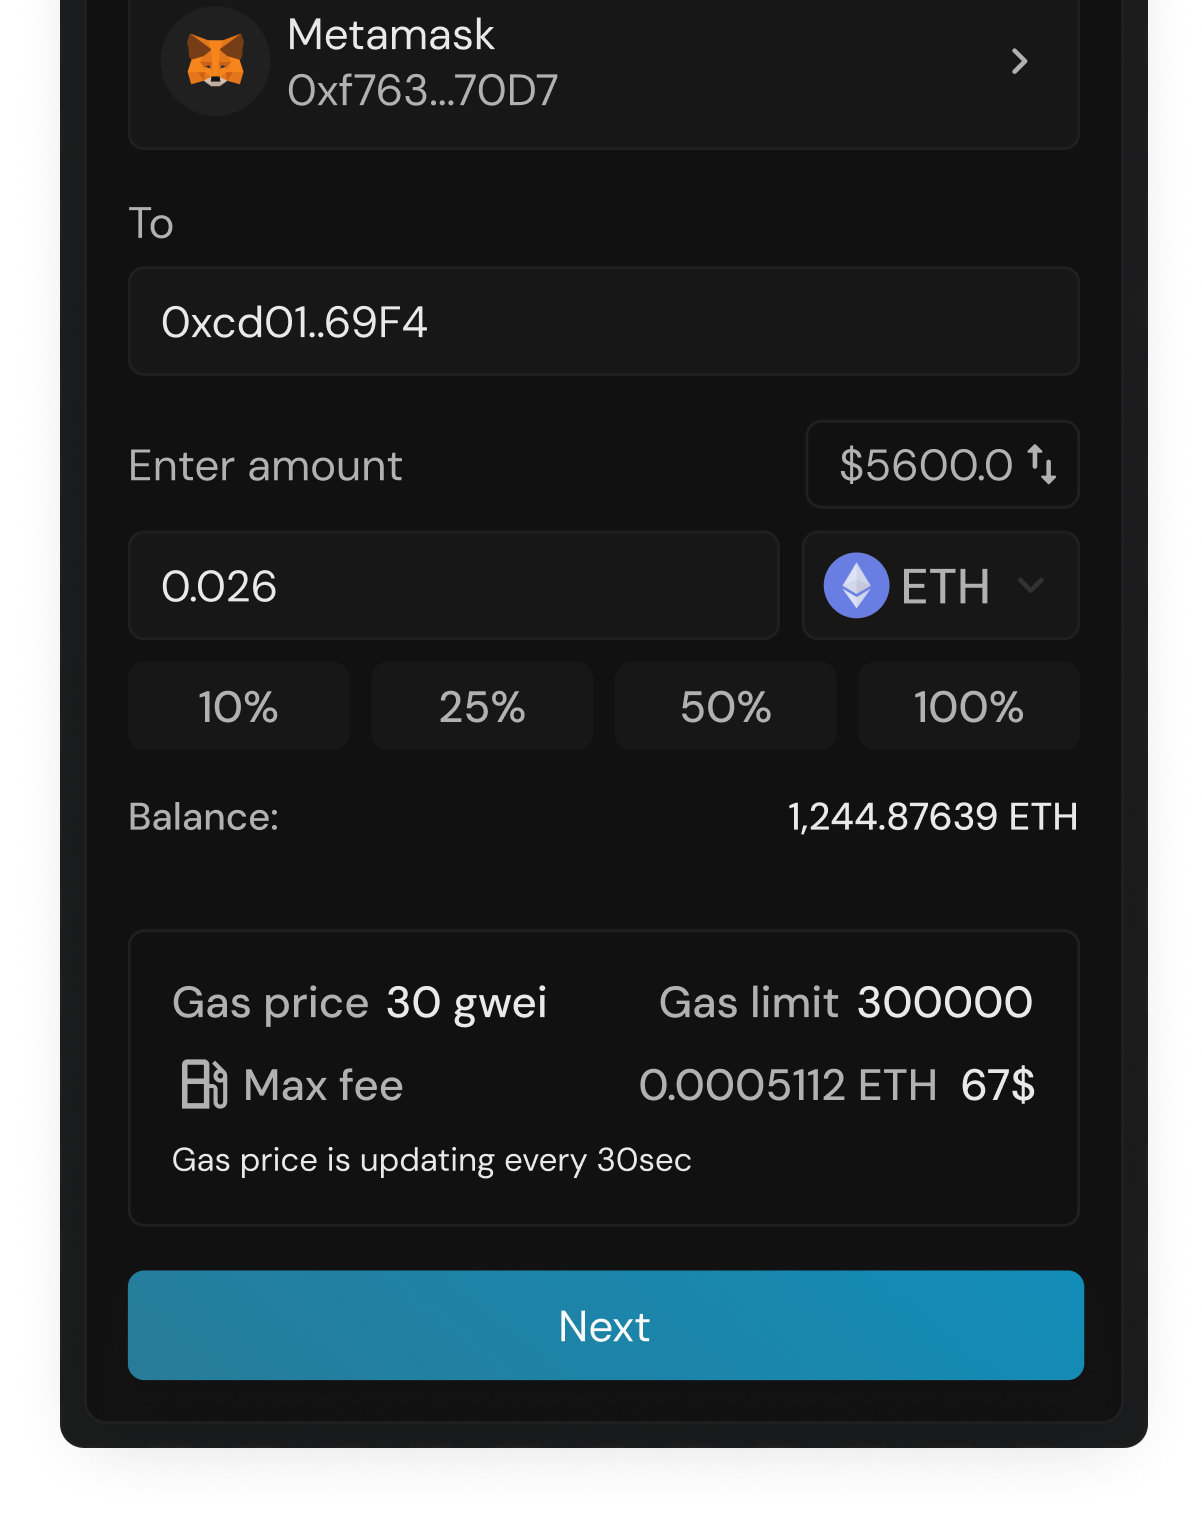 Metamask
0xf763...70D7
To
0xcd01..69F4
Enter amount
$5600.0
0.026
ETH
10%
25%
50%
100%
Balance:
1,244.87639 ETH
Gas price 30 gwei
Gas limit 300000
Max fee
0.0005112 ETH 67$
Gas price is updating every 30sec
Next